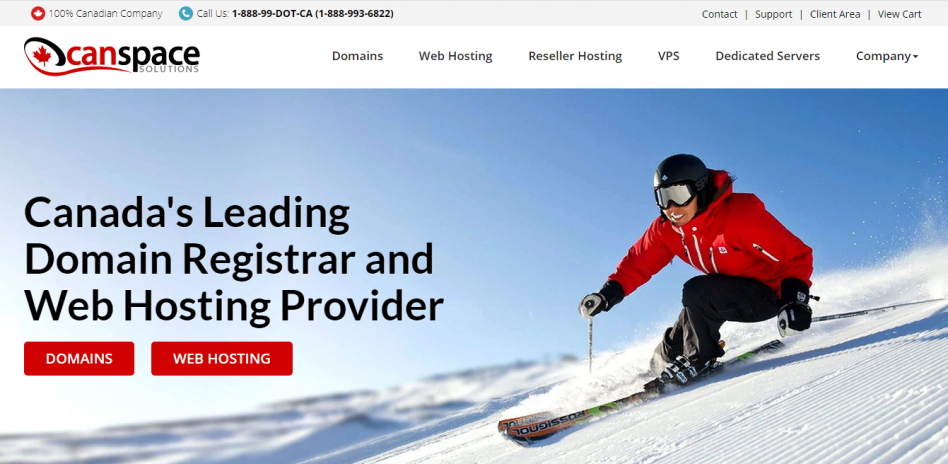 100% Canadian Company
Call Us: 1-888-99-DOT-CA (1-888-993-6822)
Contact | Support | Client Area | View Cart
canspace
SOLUTIONS
Domains Web Hosting Reseller Hosting VPS Dedicated Servers Company
Canada's Leading
Domain Registrar and
Web Hosting Provider
DOMAINS WEB HOSTING
ROSSIGNOL